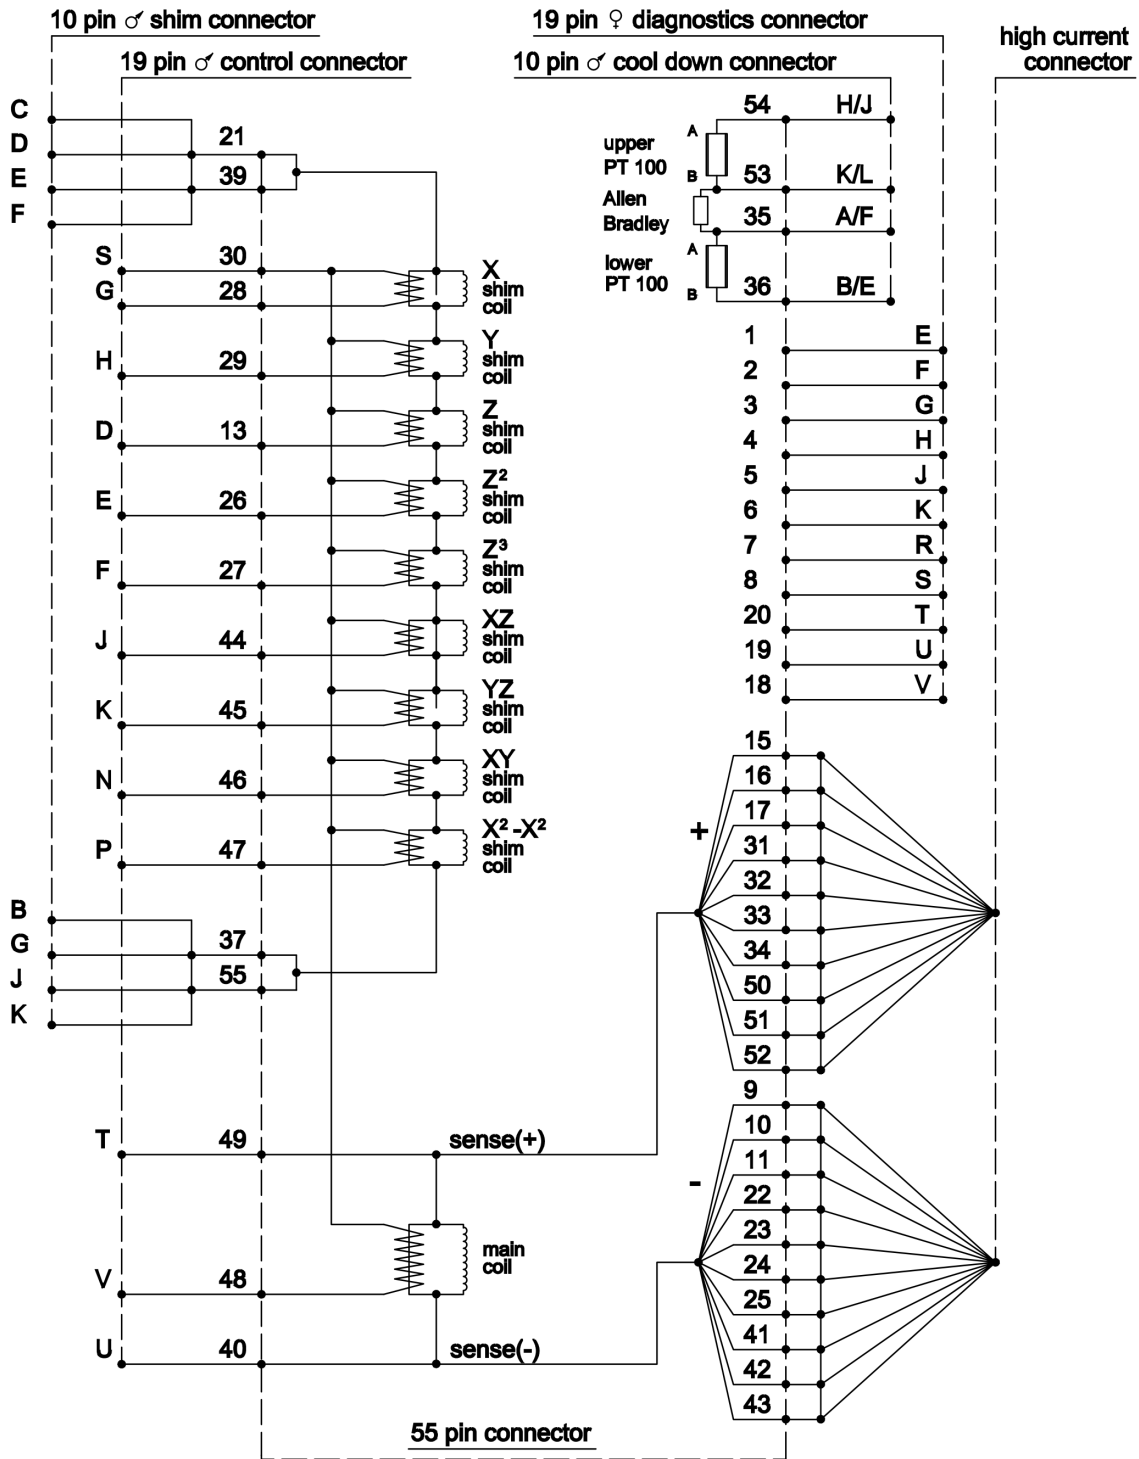 10 pin ♂ shim connector
19 pin ♂ control connector
19 pin ♀ diagnostics connector
10 pin ♂ cool down connector
high current
connector
C
D 21
E 39
F
S 30
G 28
X
shim
coil
H 29
Y
shim
coil
D 13
Z
shim
coil
E 26
Z²
shim
coil
F 27
Z³
shim
coil
J 44
XZ
shim
coil
K 45
YZ
shim
coil
N 46
XY
shim
coil
P 47
X² -X²
shim
coil
B
G 37
J 55
K
T 49 sense(+)
V 48
main
coil
U 40 sense(-)
54 H/J
A
upper
PT 100
B
53 K/L
Allen
Bradley
35 A/F
A
lower
PT 100
B
36 B/E
1 E
2 F
3 G
4 H
5 J
6 K
7 R
8 S
20 T
19 U
18 V
15
16
17
+
31
32
33
34
50
51
52
9
10
11
-
22
23
24
25
41
42
43
55 pin connector